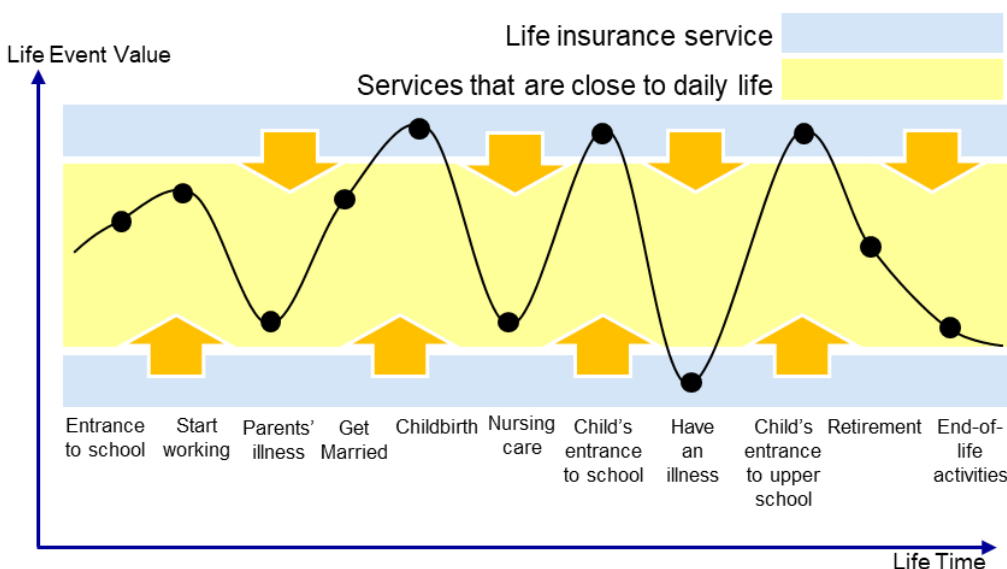 Life insurance service
Life Event Value
Services that are close to daily life
Entrance
to school
Start
working
Parents'
illness
Get
Married
Childbirth
Nursing
care
Child's
entrance
to school
Have
an
illness
Child's
entrance
to upper
school
Retirement
End-of-
life
activities
Life Time